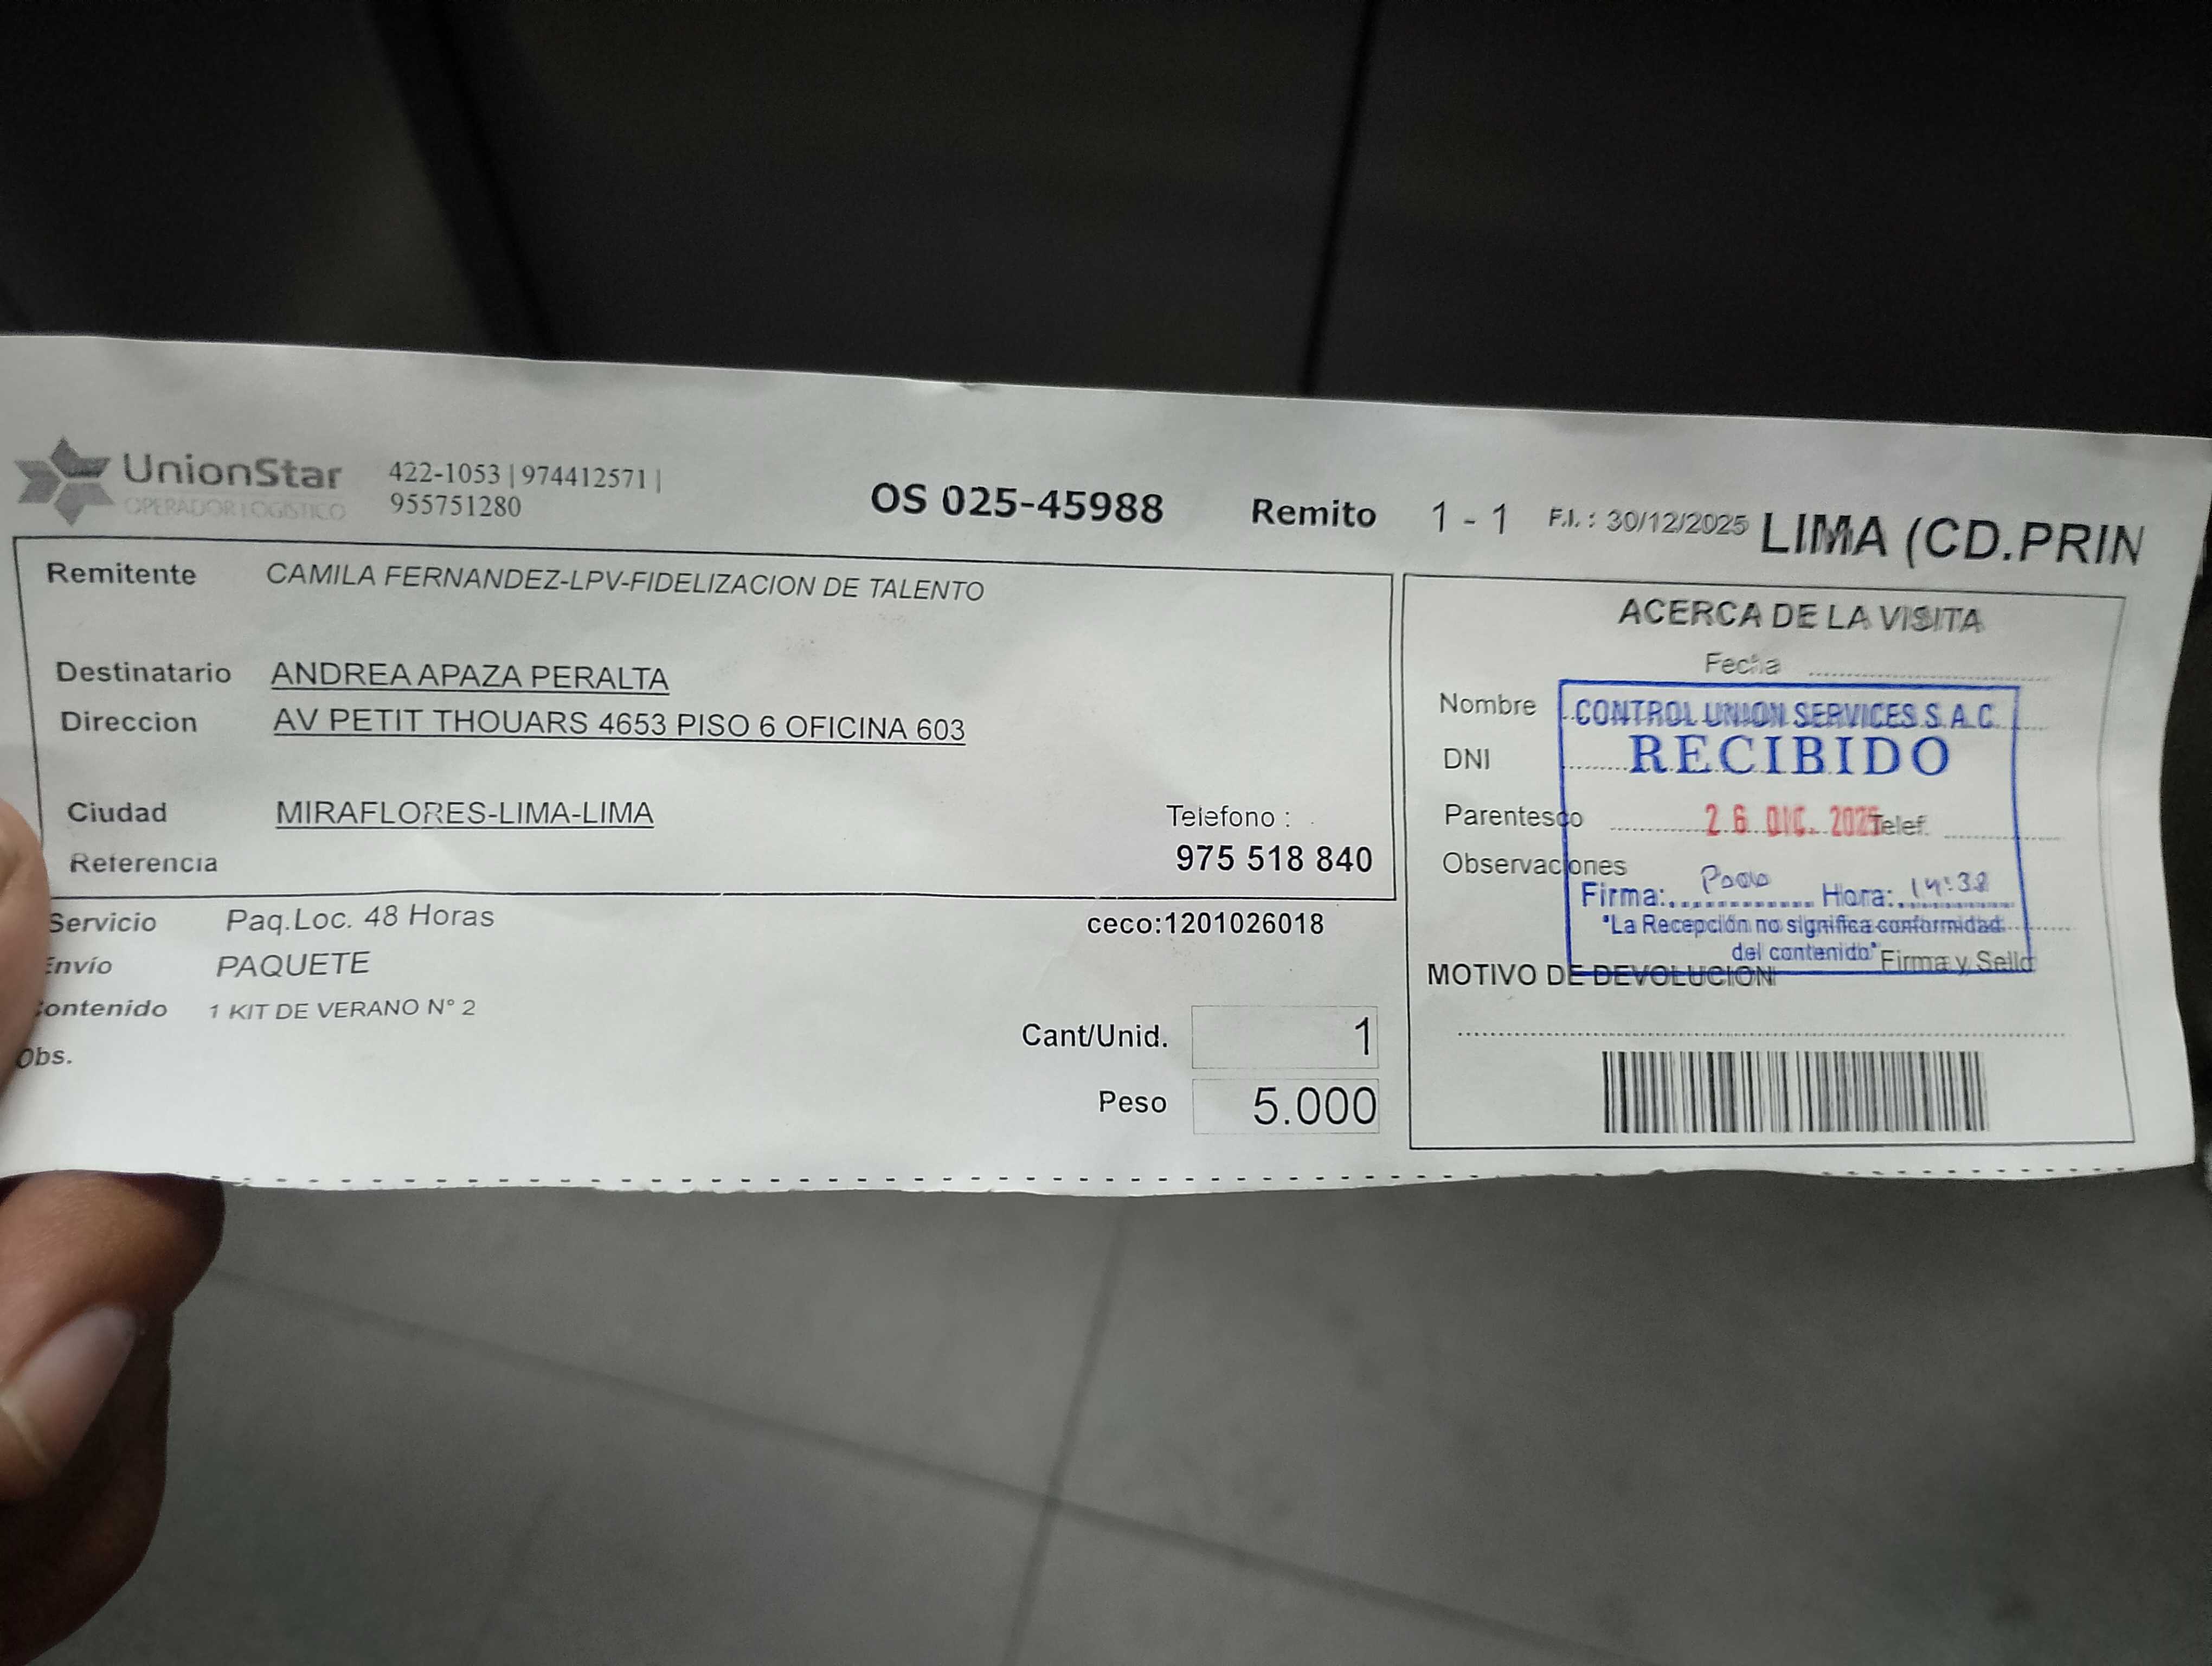 UnionStar
OPERADOR LOGISTICO
422-1053 | 974412571 |
955751280
OS 025-45988
Remito 1 - 1
F.I. : 30/12/2025
LIMA (CD.PRIN
Remitente CAMILA FERNANDEZ-LPV-FIDELIZACION DE TALENTO
Destinatario ANDREA APAZA PERALTA
Direccion AV PETIT THOUARS 4653 PISO 6 OFICINA 603
Ciudad MIRAFLORES-LIMA-LIMA
Telefono :
975 518 840
Referencia
Servicio Paq.Loc. 48 Horas
ceco:1201026018
Envío PAQUETE
Contenido 1 KIT DE VERANO N° 2
Obs.
Cant/Unid. 1
Peso 5.000
ACERCA DE LA VISITA
Fecha
Nombre
DNI
Parentesco
Telef.
Observaciones
CONTROL UNION SERVICES S.A.C.
RECIBIDO
26 DIC. 2025
Firma: Hora: 14:38
"La Recepción no significa conformidad
del contenido"
Firma y Sello
MOTIVO DE DEVOLUCION